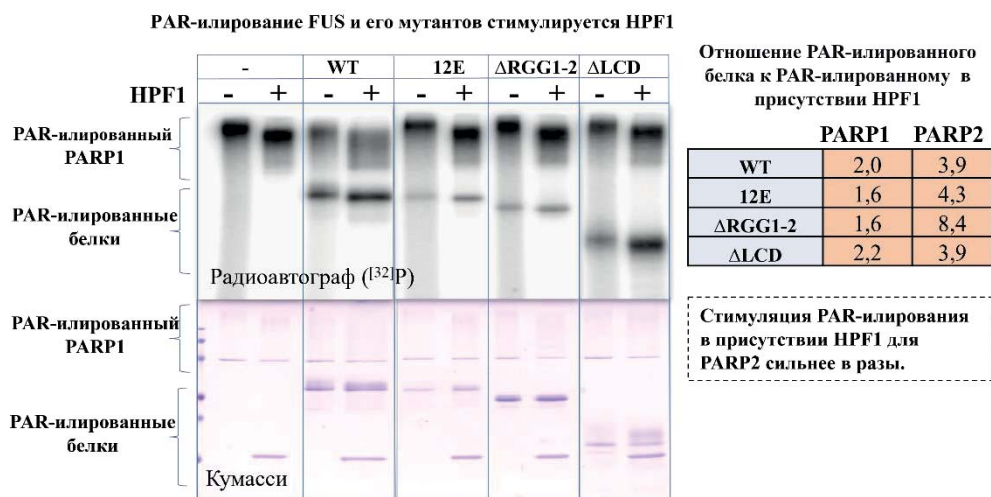 PAR-илирование FUS и его мутантов стимулируется HPF1
- WT 12E ΔRGG1-2 ΔLCD
HPF1 - + - + - + - + - +
PAR-илированный
PARP1
PAR-илированные
белки
Радиоавтограф ([32]P)
PAR-илированный
PARP1
PAR-илированные
белки
Кумасси
Отношение PAR-илированного
белка к PAR-илированному в
присутствии HPF1
PARP1 PARP2
WT 2,0 3,9
12E 1,6 4,3
ΔRGG1-2 1,6 8,4
ΔLCD 2,2 3,9
Стимуляция PAR-илирования
в присутствии HPF1 для
PARP2 сильнее в разы.